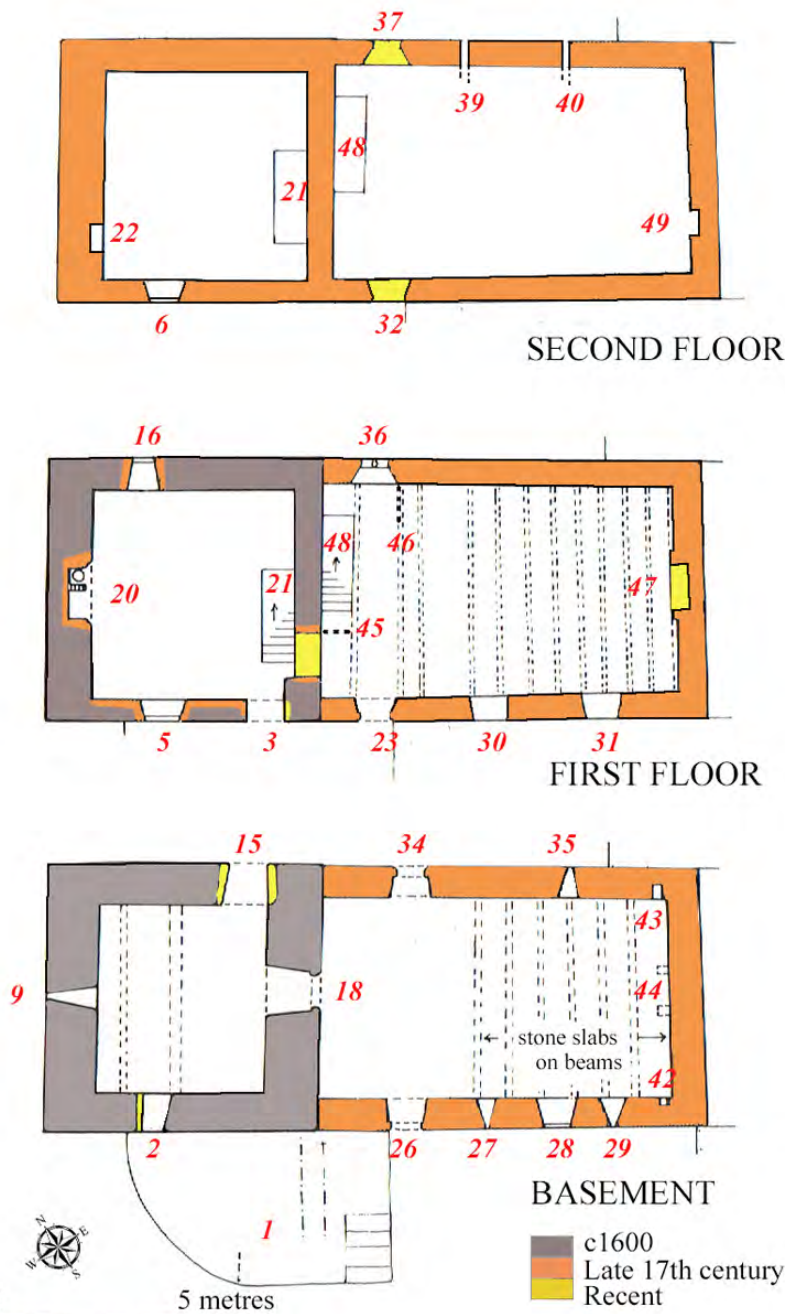 37
39 40
48
21
22 49
6 32
SECOND FLOOR
16 36
48 46
21 47
20
45
5 3 23 30 31
FIRST FLOOR
15 34 35
43
9 18 44
stone slabs
on beams
42
2 26 27 28 29
BASEMENT
1
N
E
W
S
5 metres
c1600
Late 17th century
Recent